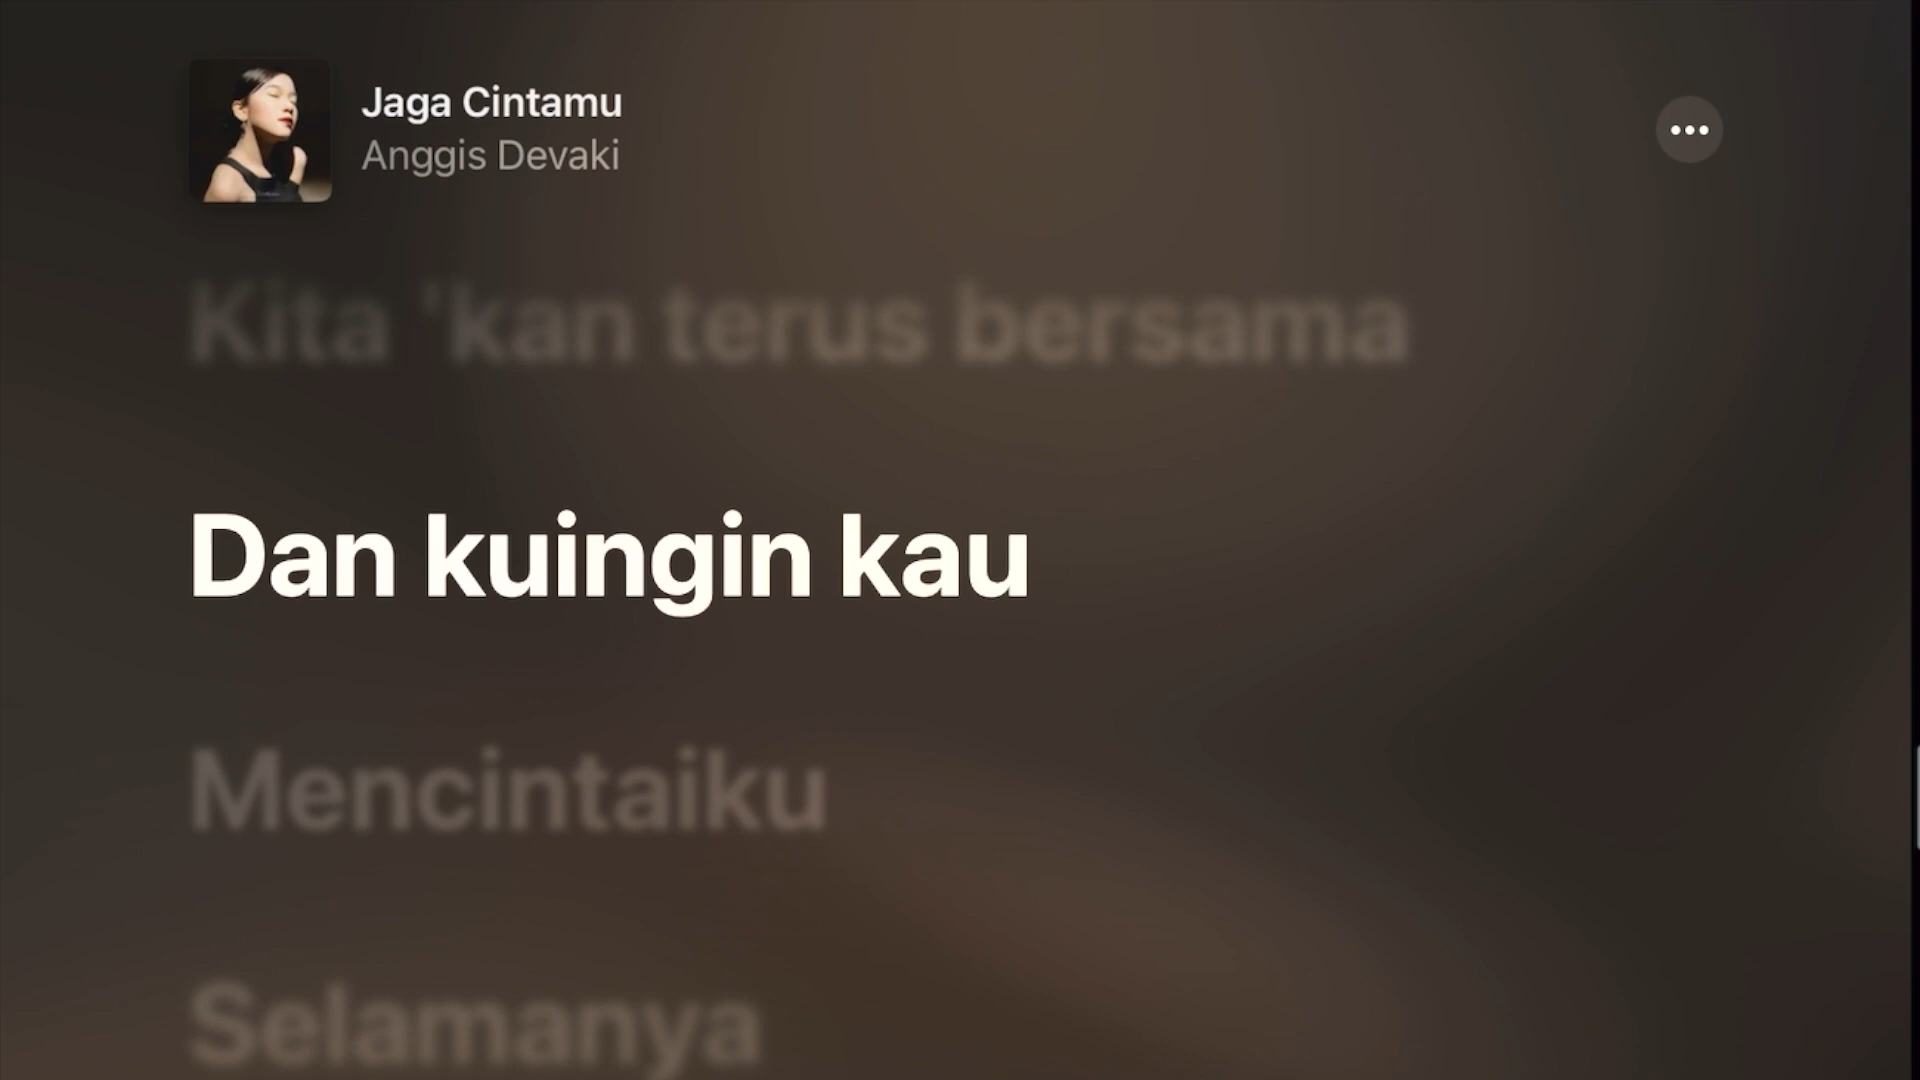 Jaga Cintamu
Anggis Devaki
Kita 'kan terus bersama
Dan kuingin kau
Mencintaiku
Selamanya